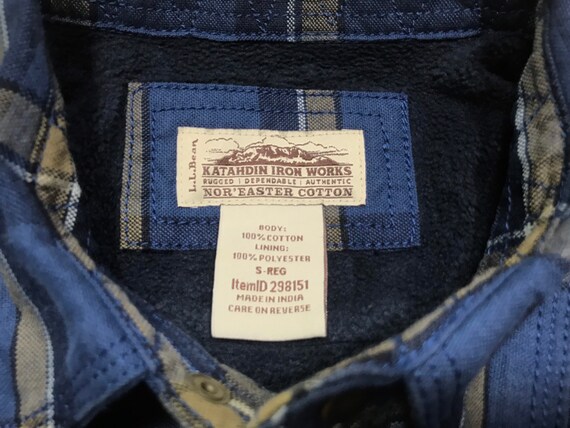 L.L.Bean
KATAHDIN IRON WORKS
RUGGED | DEPENDABLE | AUTHENTIC
NOR'EASTER COTTON
BODY:
100% COTTON
LINING:
100% POLYESTER
S-REG
ItemID 298151
MADE IN INDIA
CARE ON REVERSE